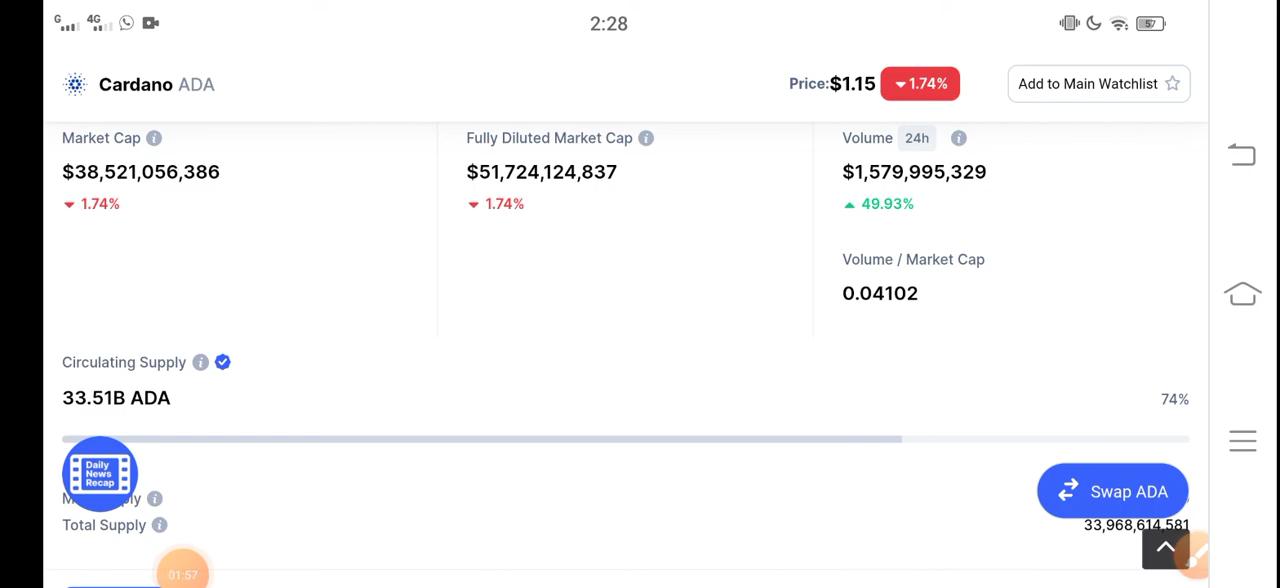 G 4G 2:28 57
Cardano ADA Price:$1.15 1.74% Add to Main Watchlist
Market Cap Fully Diluted Market Cap Volume 24h
$38,521,056,386 $51,724,124,837 $1,579,995,329
1.74% 1.74% 49.93%
Volume / Market Cap
0.04102
Circulating Supply
33.51B ADA 74%
Daily
News
Recap
Swap ADA
Total Supply 33,968,614,581
01:57